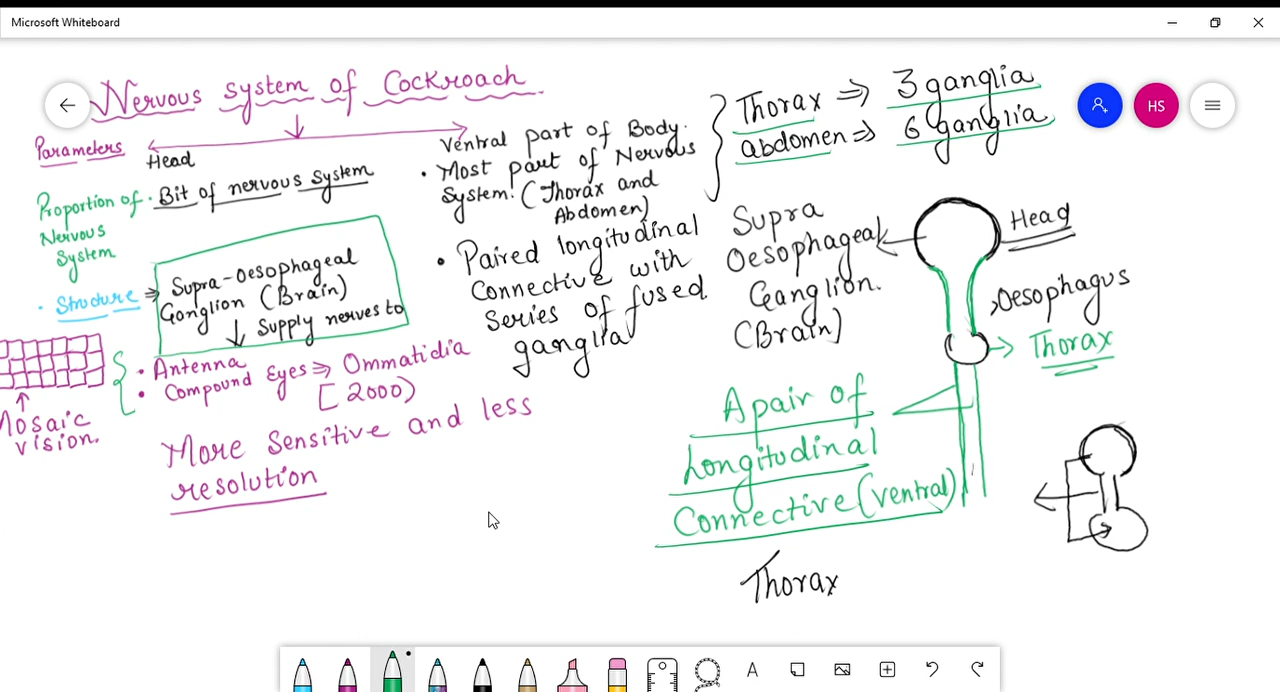 Microsoft Whiteboard
HS
Nervous system of Cockroach
Parameters
Head
Ventral part of Body.
Proportion of
Nervous
System
. Bit of nervous system
. Most part of Nervous
System! (Thorax and
Abdomen)
Thorax ⇒ 3 ganglia
abdomen ⇒ 6 ganglia
. Structure ⇒
Supra-Oesophageal
Ganglion (Brain)
↓ Supply nerves to
. Antenna
. Compound Eyes ⇒ Ommatidia
[2000)
Mosaic
vision.
More Sensitive and less
resolution
. Paired longitudinal
Connective with
Series of fused
ganglia
Supra
Oesophageal
Ganglion.
(Brain)
Head
Oesophagus
Thorax
A pair of
Longitudinal
Connective (ventral)
Thorax
A